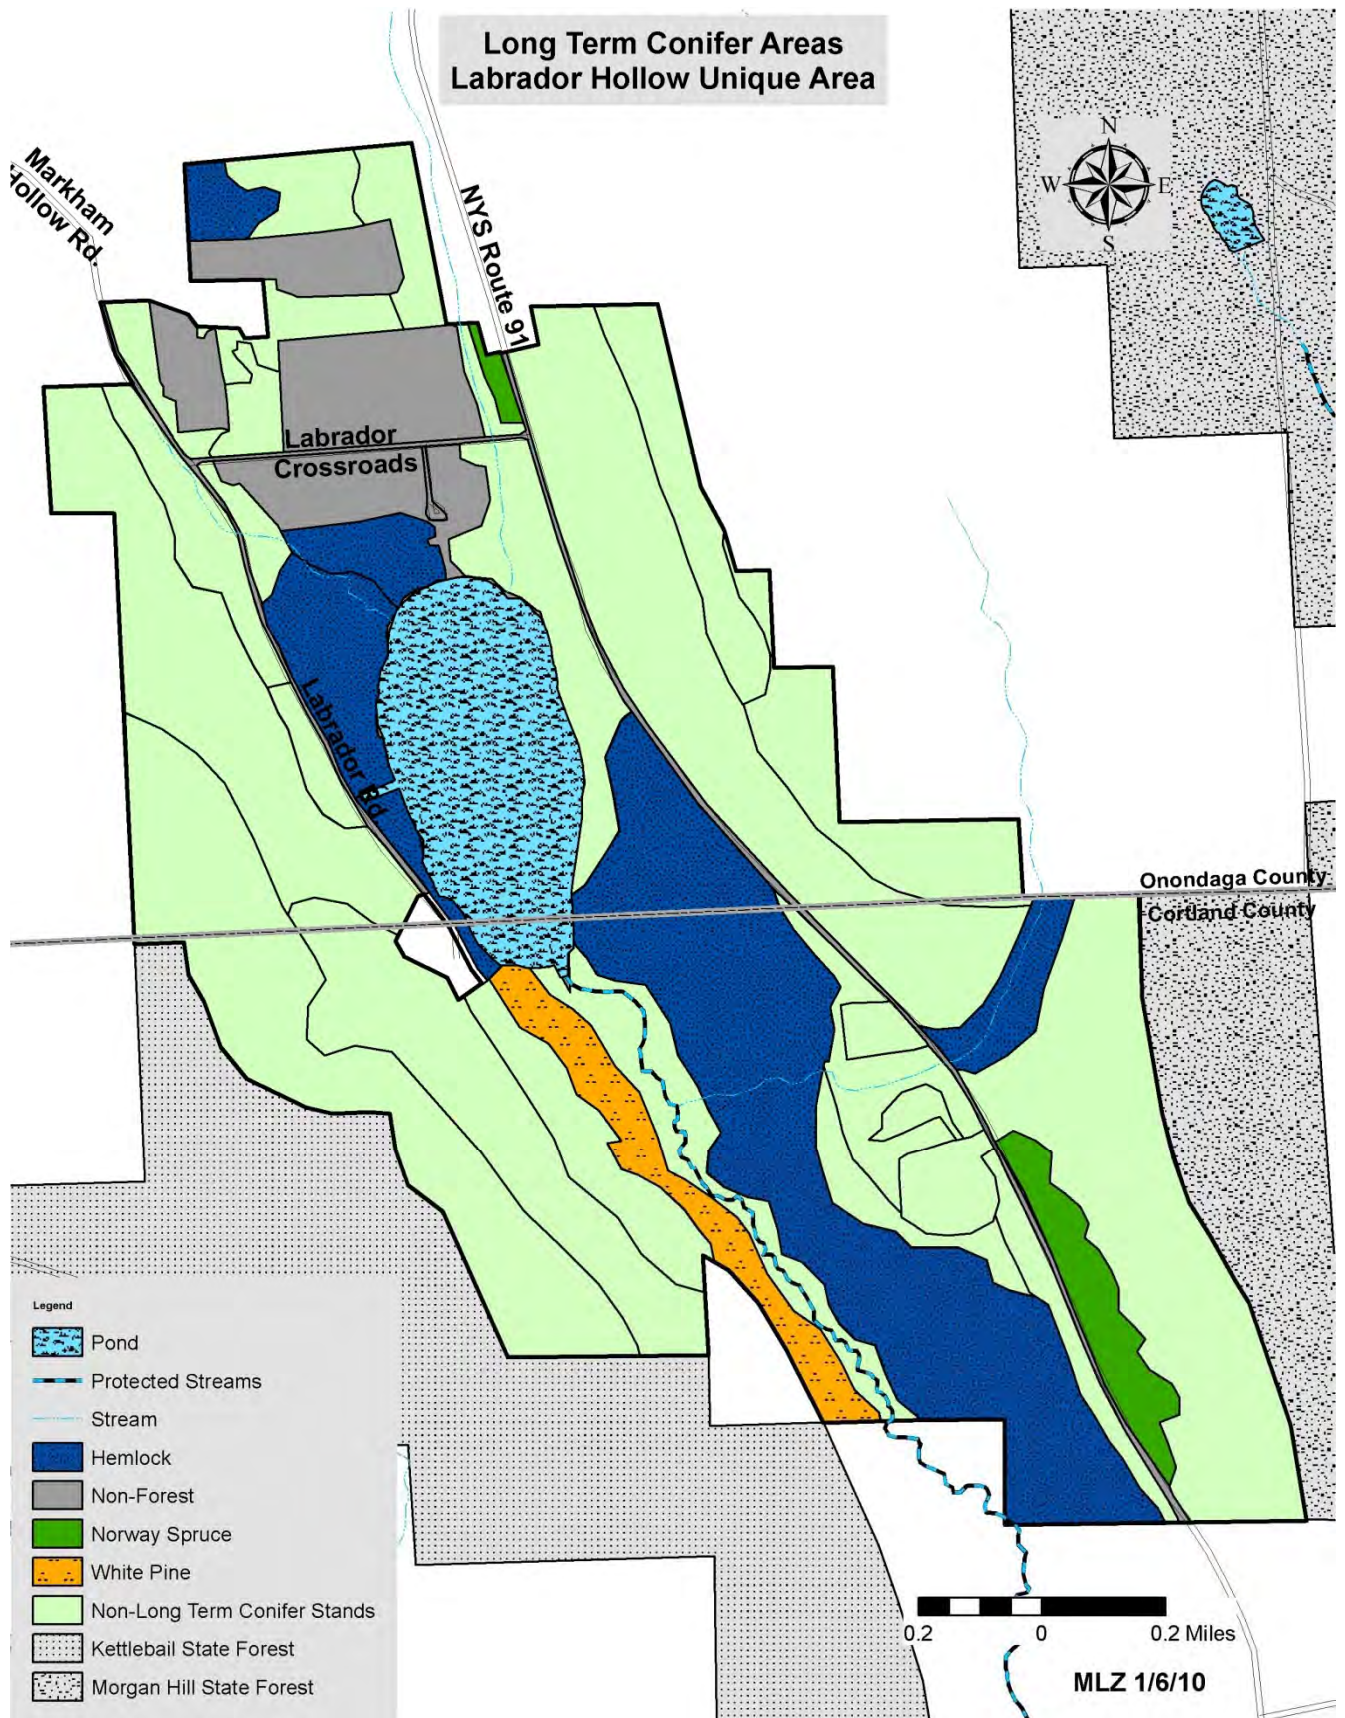 Long Term Conifer Areas
Labrador Hollow Unique Area
N
W
E
S
Markham
Hollow Rd.
NYS Route 91
Labrador
Crossroads
Labrador Rd
Onondaga County
Cortland County
Legend
Pond
Protected Streams
Stream
Hemlock
Non-Forest
Norway Spruce
White Pine
Non-Long Term Conifer Stands
Kettlebail State Forest
Morgan Hill State Forest
0.2 0 0.2 Miles
MLZ 1/6/10